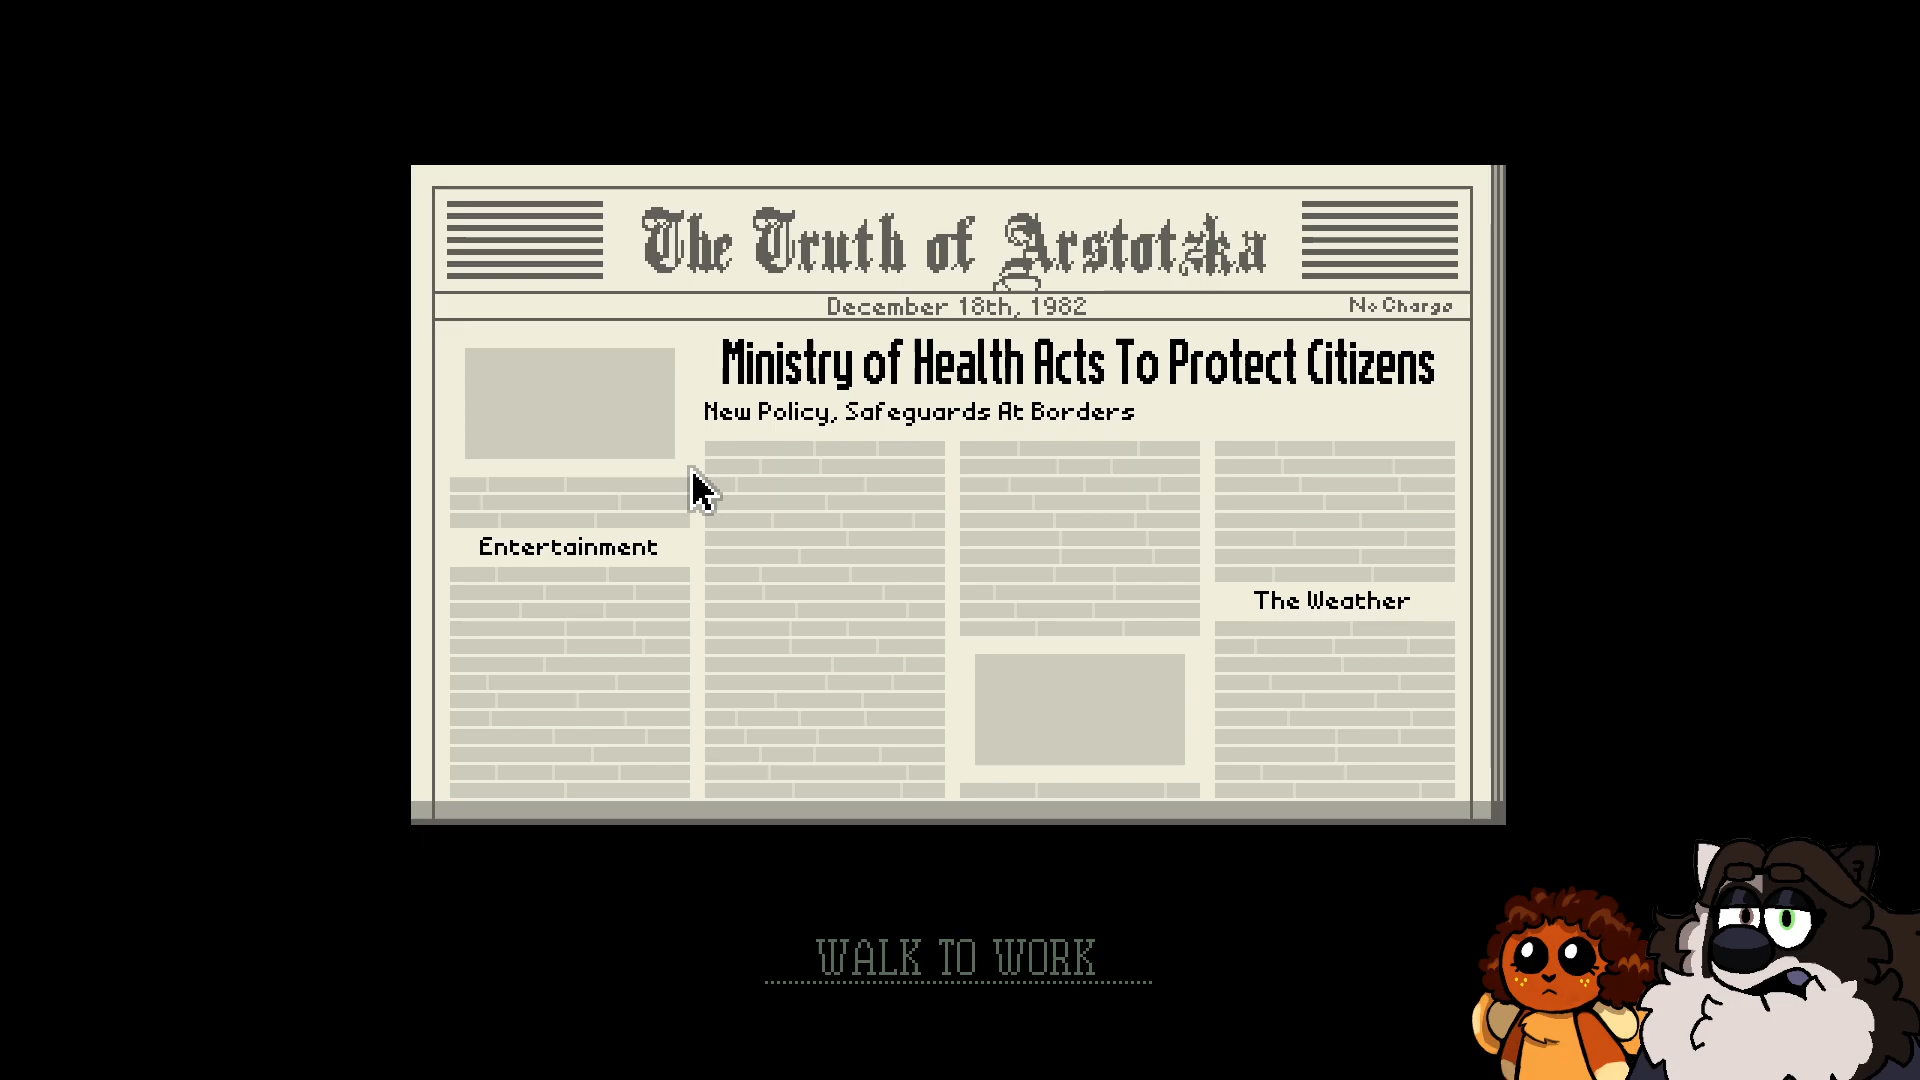 The Truth of Arstotzka
December 18th, 1982
No Charge
Ministry of Health Acts To Protect Citizens
New Policy, Safeguards At Borders
Entertainment
The Weather
WALK TO WORK